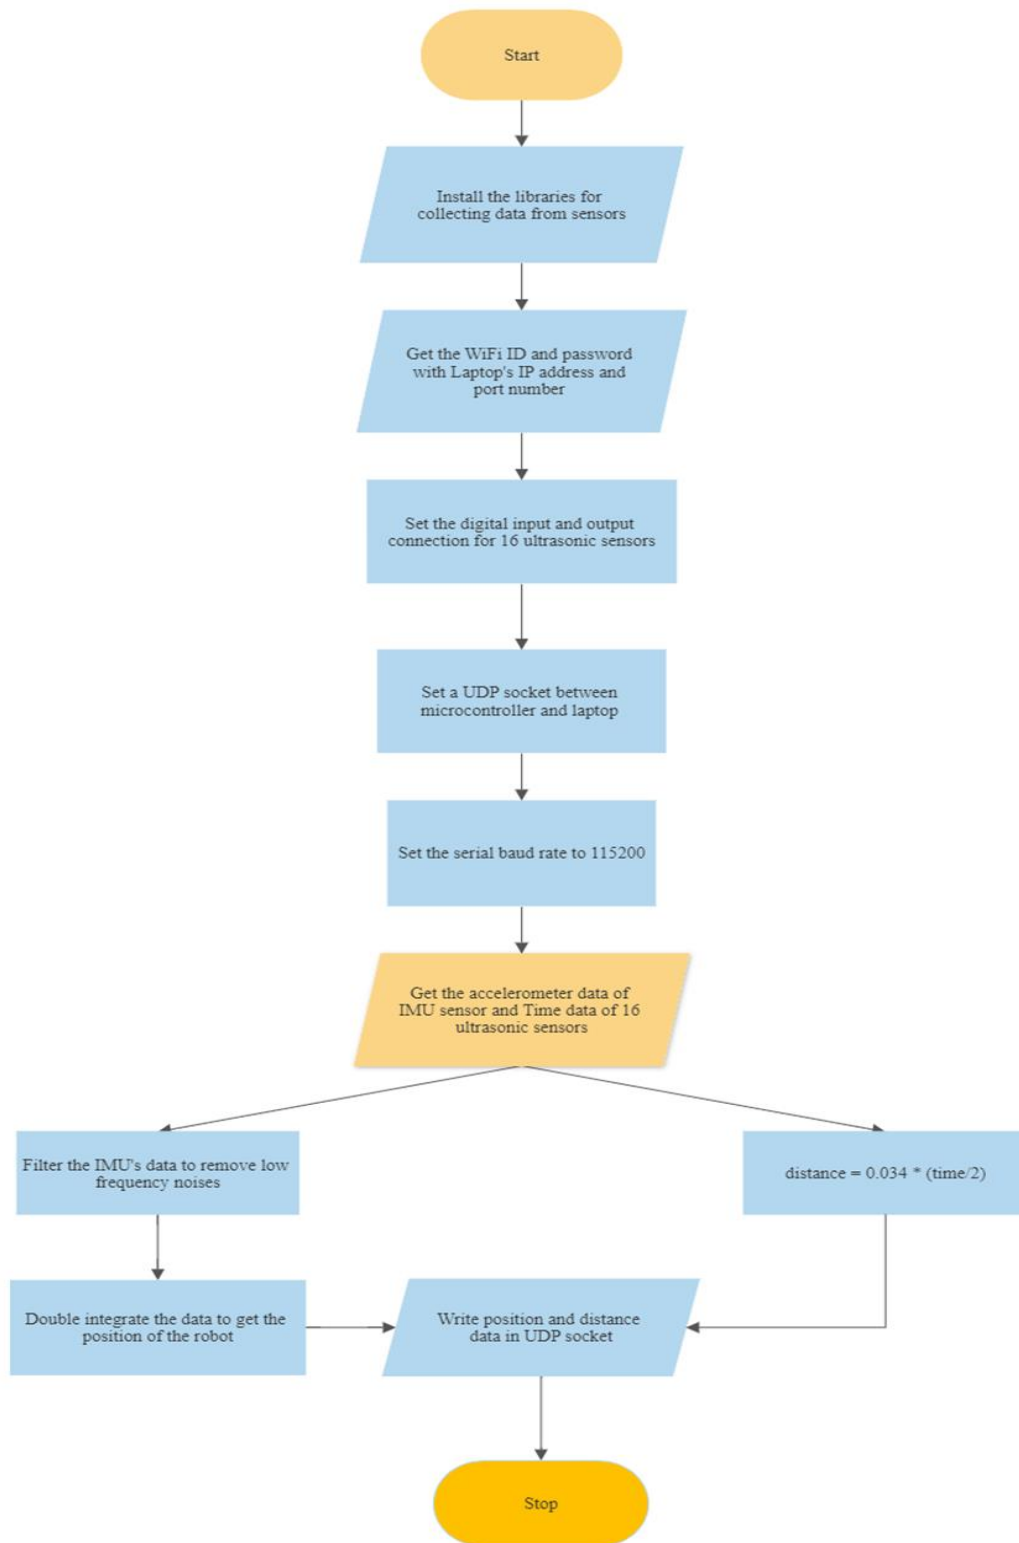 Start
Install the libraries for
collecting data from sensors
Get the WiFi ID and password
with Laptop's IP address and
port number
Set the digital input and output
connection for 16 ultrasonic sensors
Set a UDP socket between
microcontroller and laptop
Set the serial baud rate to 115200
Get the accelerometer data of
IMU sensor and Time data of 16
ultrasonic sensors
Filter the IMU's data to remove low
frequency noises
distance = 0.034 * (time/2)
Double integrate the data to get the
position of the robot
Write position and distance
data in UDP socket
Stop